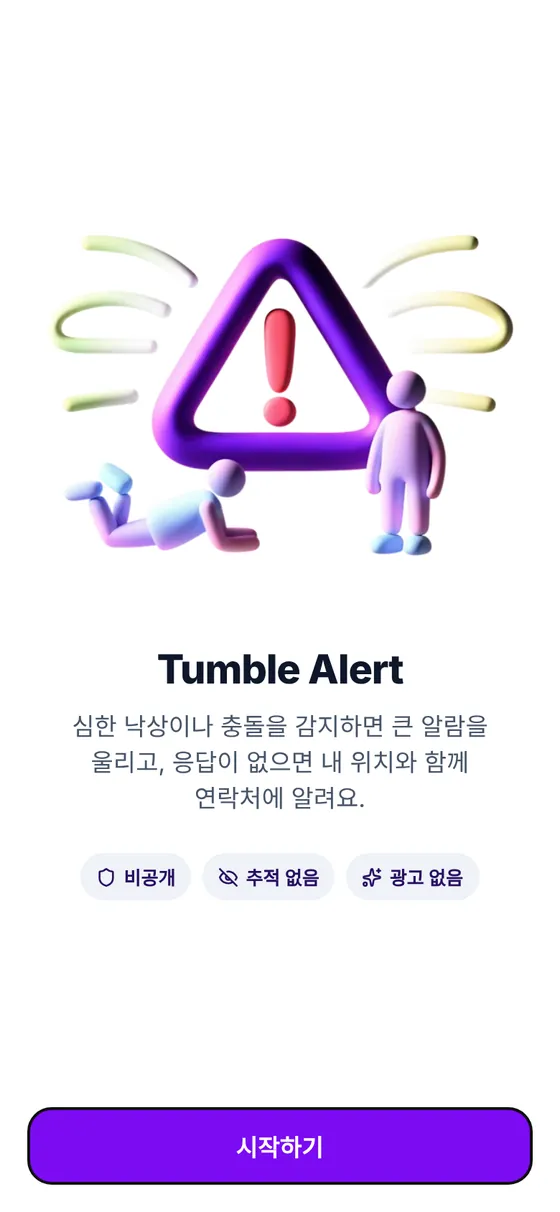 Tumble Alert
심한 낙상이나 충돌을 감지하면 큰 알람을
울리고, 응답이 없으면 내 위치와 함께
연락처에 알려요.
비공개
추적 없음
광고 없음
시작하기